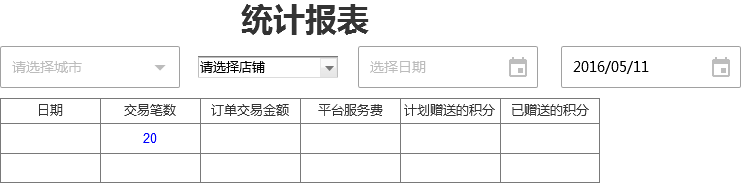 统计报表
请选择城市 请选择店铺 选择日期 2016/05/11
日期 交易笔数 订单交易金额 平台服务费 计划赠送的积分 已赠送的积分
20